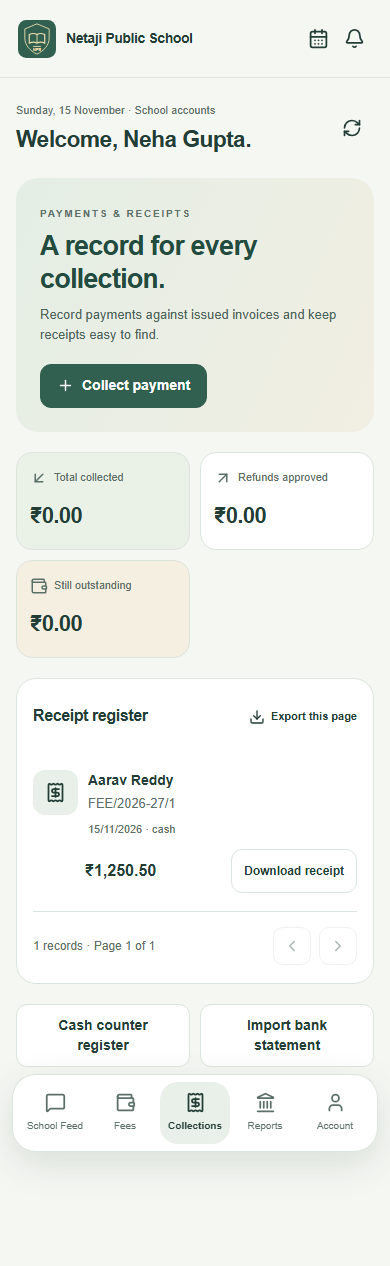 Netaji Public School
Sunday, 15 November · School accounts
Welcome, Neha Gupta.
PAYMENTS & RECEIPTS
A record for every
collection.
Record payments against issued invoices and keep
receipts easy to find.
Collect payment
Total collected
₹0.00
Refunds approved
₹0.00
Still outstanding
₹0.00
Receipt register
Export this page
Aarav Reddy
FEE/2026-27/1
15/11/2026 · cash
₹1,250.50
Download receipt
1 records · Page 1 of 1
Cash counter
register
Import bank
statement
School Feed
Fees
Collections
Reports
Account